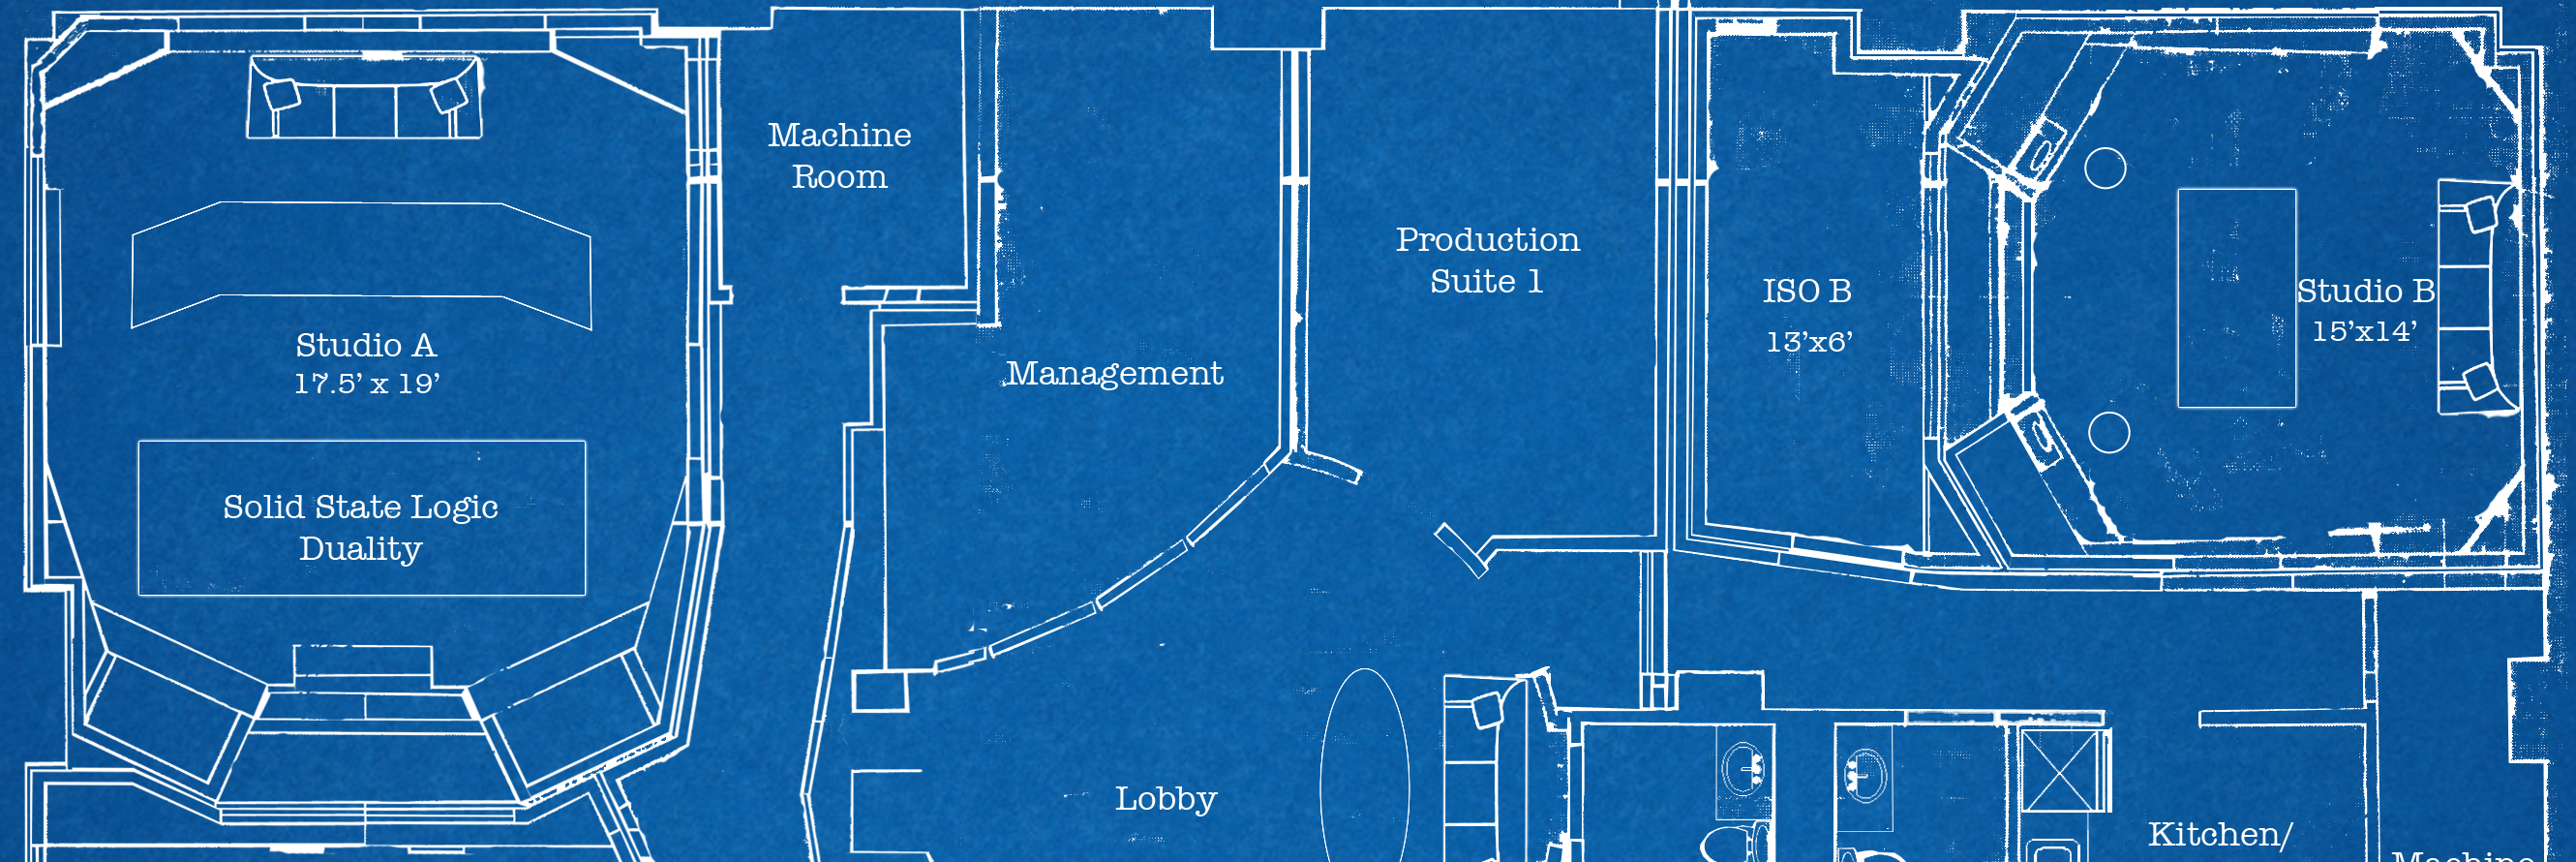 Studio A
17.5’ x 19’
Solid State Logic
Duality
Machine
Room
Management
Production
Suite 1
ISO B
13’x6’
Studio B
15’x14’
Lobby
Kitchen/
Machine